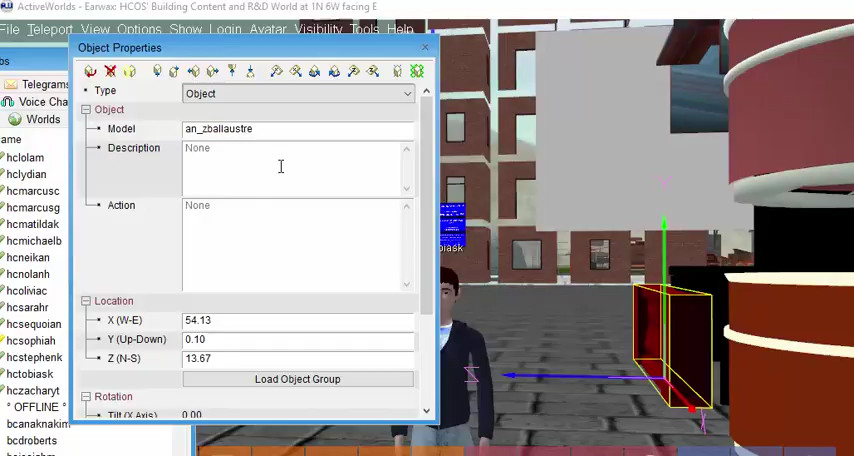 ActiveWorlds - Earwax: HCOS' Building Content and R&D World at 1N 6W facing E
File Teleport Options Login Avatar Visibility Tools Help
Object Properties
bs
Telegrams
Voice Cha
Worlds
ame
hclolam
hclydian
hcmarcusc
hcmarcusg
hcmatildak
hcmichaelb
hcneikan
hcnolanh
hcoliviac
hcsarahr
hcsequoian
hcsophiah
hcstephenk
hctobiask
hczacharyt
* OFFLINE *
bcanaknakim
bcdroberts
Type
Object
Object
Model
an_zballaustre
Description
None
Action
None
Location
X (W-E)
54.13
Y (Up-Down)
0.10
Z (N-S)
13.67
Load Object Group
Rotation
Tilt (X Axis)
0.00
biask